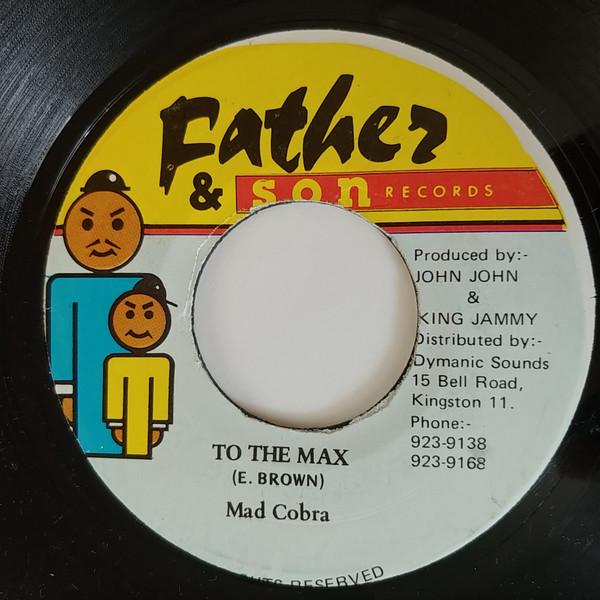 Father
& son RECORDS
Produced by:-
JOHN JOHN
&
KING JAMMY
Distributed by:-
Dymanic Sounds
15 Bell Road,
Kingston 11.
Phone:-
923-9138
923-9168
TO THE MAX
(E. BROWN)
Mad Cobra
RESERVED